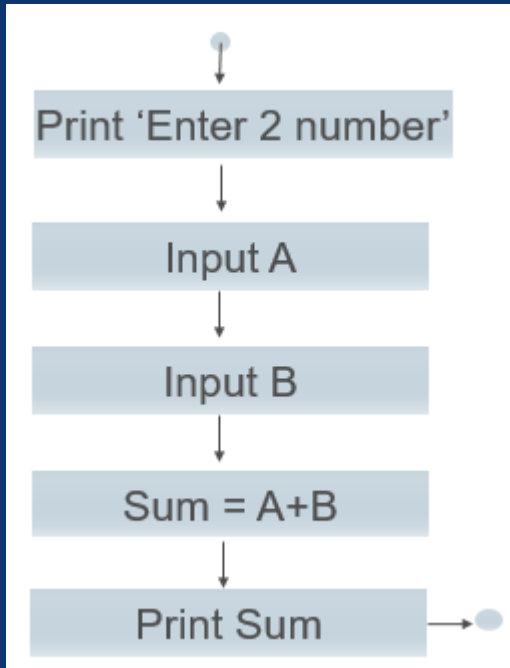 Print ‘Enter 2 number’
Input A
Input B
Sum = A+B
Print Sum